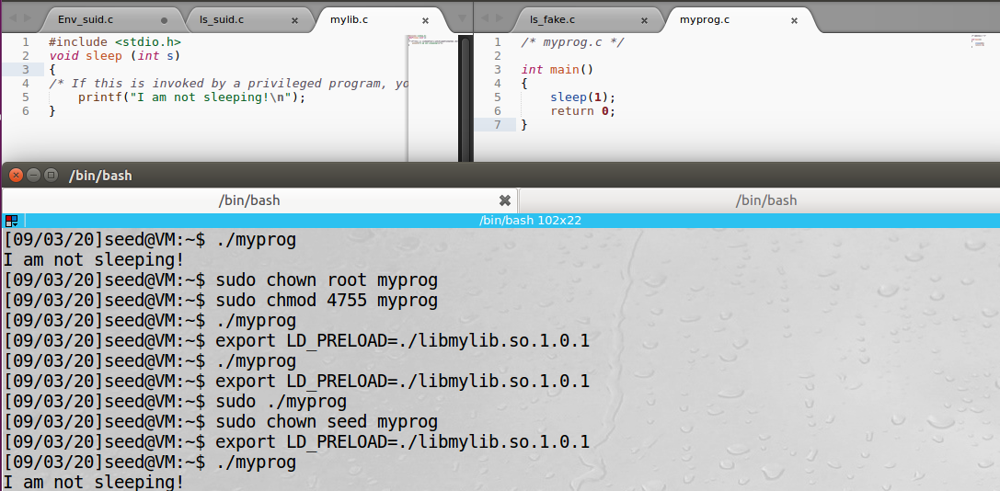 Env_suid.c ls_suid.c mylib.c ls_fake.c myprog.c
1 #include <stdio.h>
2 void sleep (int s)
3 {
4 /* If this is invoked by a privileged program, yo
5 printf("I am not sleeping!\n");
6 }
1 /* myprog.c */
2
3 int main()
4 {
5 sleep(1);
6 return 0;
7 }
/bin/bash
/bin/bash /bin/bash
/bin/bash 102x22
[09/03/20]seed@VM:~$ ./myprog
I am not sleeping!
[09/03/20]seed@VM:~$ sudo chown root myprog
[09/03/20]seed@VM:~$ sudo chmod 4755 myprog
[09/03/20]seed@VM:~$ ./myprog
[09/03/20]seed@VM:~$ export LD_PRELOAD=./libmylib.so.1.0.1
[09/03/20]seed@VM:~$ ./myprog
[09/03/20]seed@VM:~$ export LD_PRELOAD=./libmylib.so.1.0.1
[09/03/20]seed@VM:~$ sudo ./myprog
[09/03/20]seed@VM:~$ sudo chown seed myprog
[09/03/20]seed@VM:~$ export LD_PRELOAD=./libmylib.so.1.0.1
[09/03/20]seed@VM:~$ ./myprog
I am not sleeping!